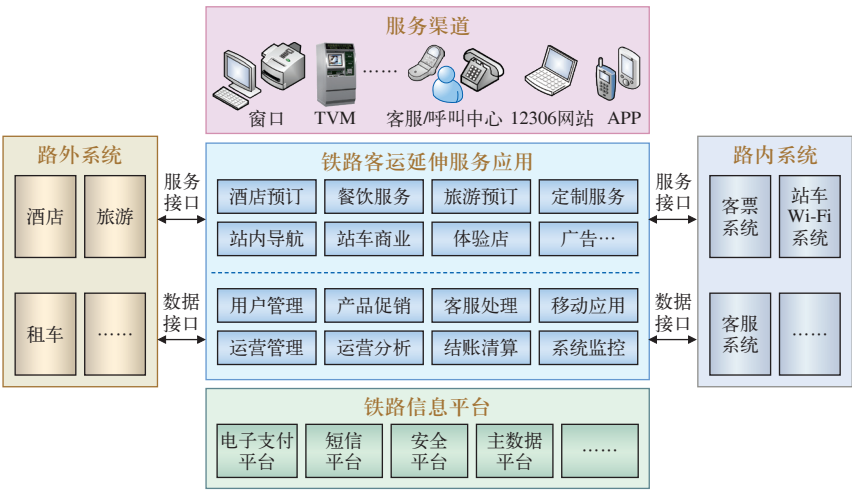 服务渠道
……
窗口 TVM 客服/呼叫中心 12306网站 APP
路外系统
酒店 旅游
租车 ……
服务
接口
数据
接口
铁路客运延伸服务应用
酒店预订 餐饮服务 旅游预订 定制服务
站内导航 站车商业 体验店 广告…
用户管理 产品促销 客服处理 移动应用
运营管理 运营分析 结账清算 系统监控
服务
接口
数据
接口
路内系统
客票
系统
站车
Wi-Fi
系统
客服
系统
……
铁路信息平台
电子支付
平台
短信
平台
安全
平台
主数据
平台
……